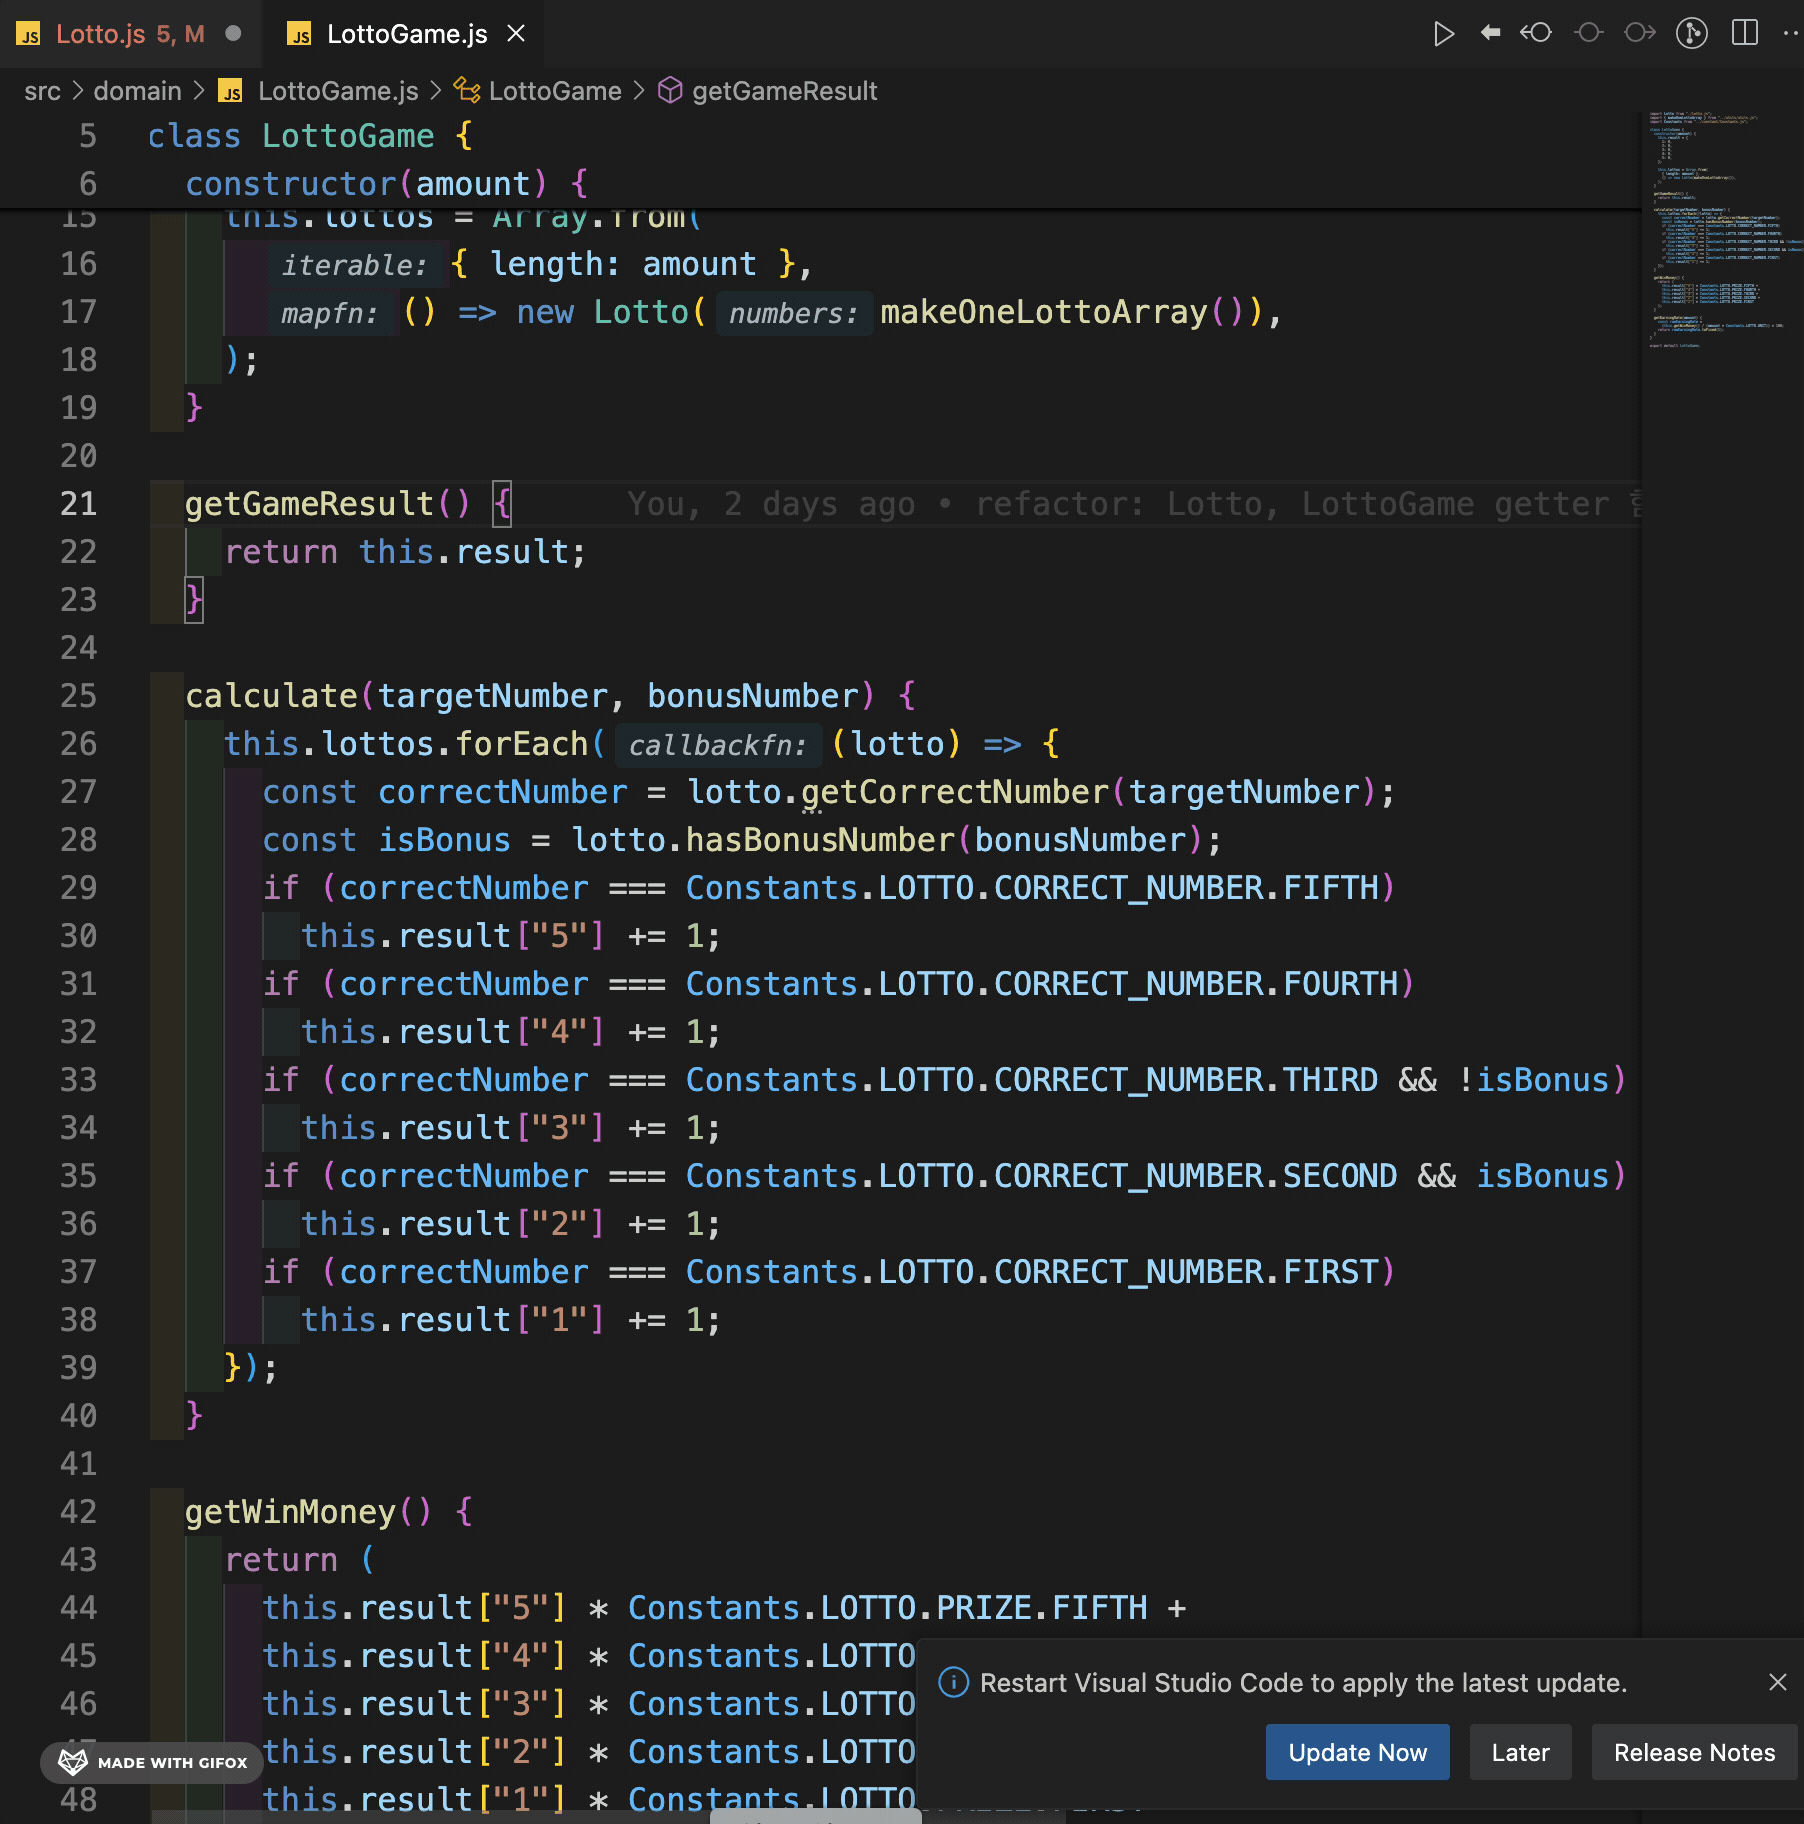 Lotto.js 5, M
LottoGame.js
src > domain > LottoGame.js > LottoGame > getGameResult
5 class LottoGame {
6 constructor(amount) {
15 this.lottos = Array.from(
16 iterable: { length: amount },
17 mapfn: () => new Lotto( numbers: makeOneLottoArray()),
18 );
19 }
20
21 getGameResult() { You, 2 days ago • refactor: Lotto, LottoGame getter
22 return this.result;
23 }
24
25 calculate(targetNumber, bonusNumber) {
26 this.lottos.forEach( callbackfn: (lotto) => {
27 const correctNumber = lotto.getCorrectNumber(targetNumber);
28 const isBonus = lotto.hasBonusNumber(bonusNumber);
29 if (correctNumber === Constants.LOTTO.CORRECT_NUMBER.FIFTH)
30 this.result["5"] += 1;
31 if (correctNumber === Constants.LOTTO.CORRECT_NUMBER.FOURTH)
32 this.result["4"] += 1;
33 if (correctNumber === Constants.LOTTO.CORRECT_NUMBER.THIRD && !isBonus)
34 this.result["3"] += 1;
35 if (correctNumber === Constants.LOTTO.CORRECT_NUMBER.SECOND && isBonus)
36 this.result["2"] += 1;
37 if (correctNumber === Constants.LOTTO.CORRECT_NUMBER.FIRST)
38 this.result["1"] += 1;
39 });
40 }
41
42 getWinMoney() {
43 return (
44 this.result["5"] * Constants.LOTTO.PRIZE.FIFTH +
45 this.result["4"] * Constants.LOTTO
46 this.result["3"] * Constants.LOTTO
this.result["2"] * Constants.LOTTO
48 this.result["1"] * Constants.LOTTO
MADE WITH GIFOX
Restart Visual Studio Code to apply the latest update.
Update Now
Later
Release Notes